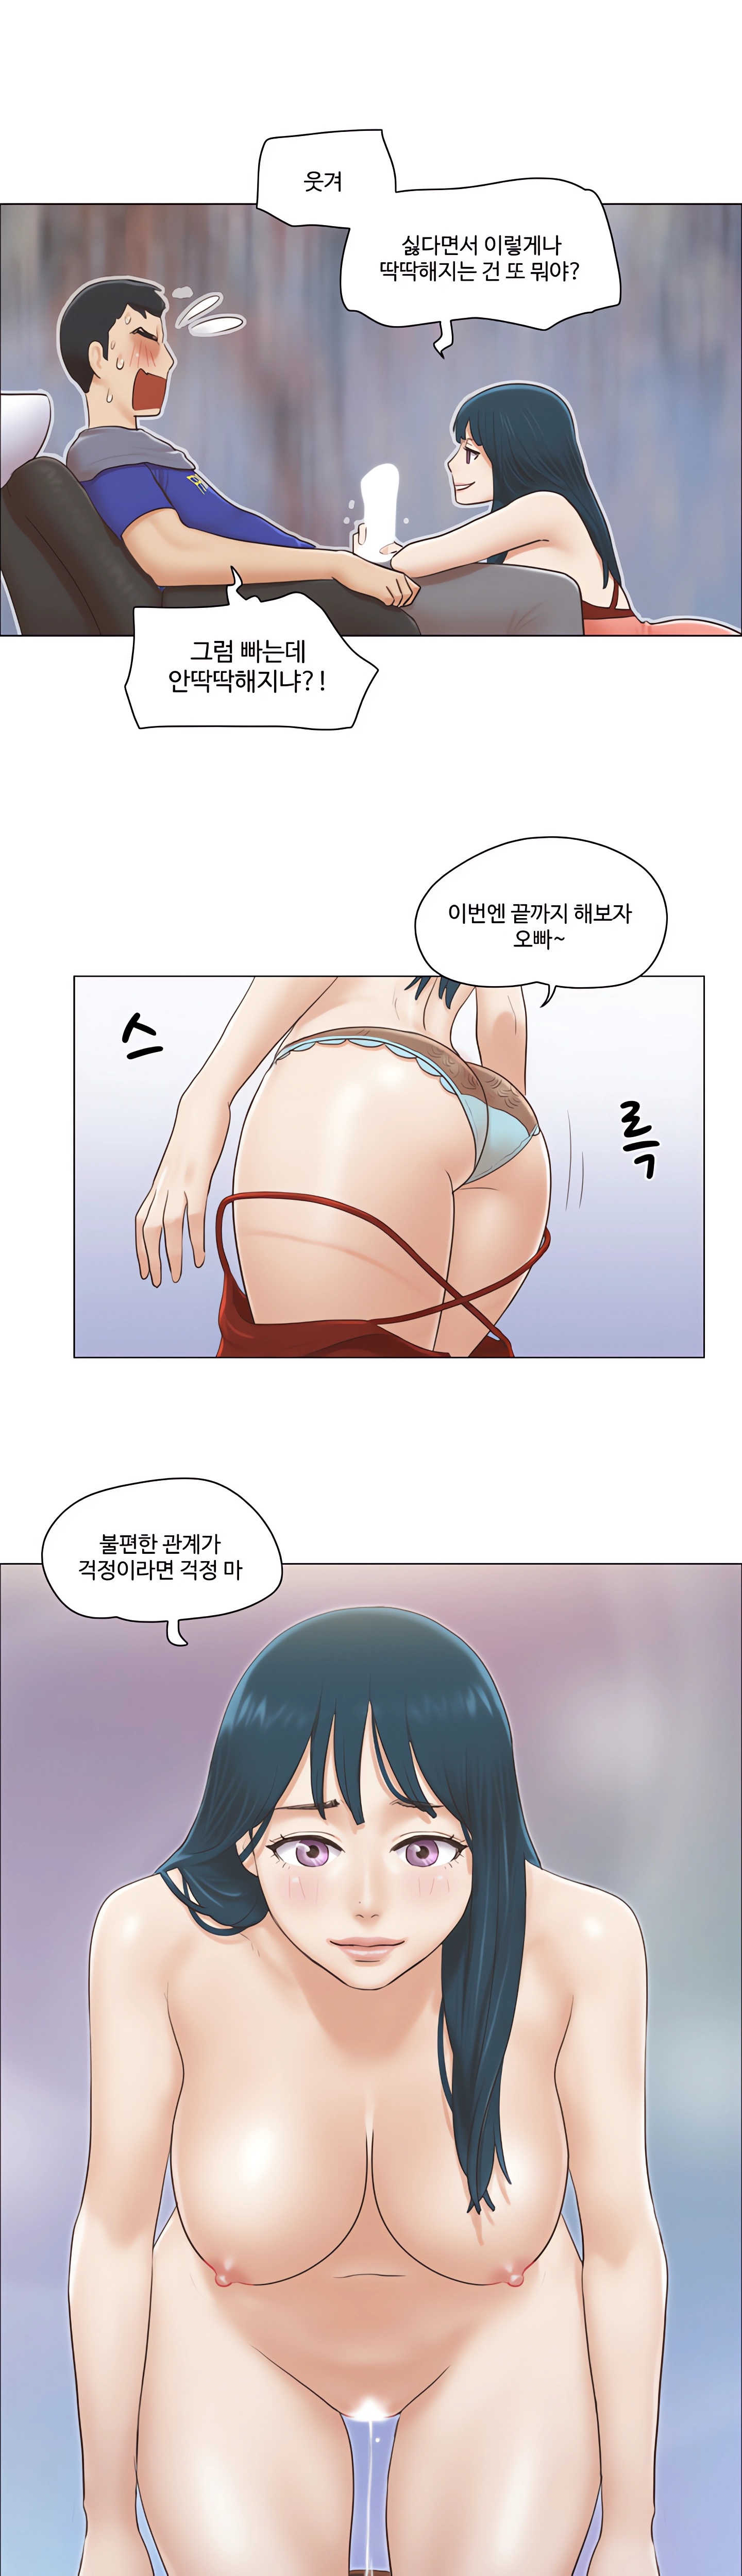 웃겨
싫다면서 이렇게나
딱딱해지는 건 또 뭐야?
그럼 빠는데
안딱딱해지냐?!
이번엔 끝까지 해보자
오빠~
스
륵
불편한 관계가
걱정이라면 걱정 마